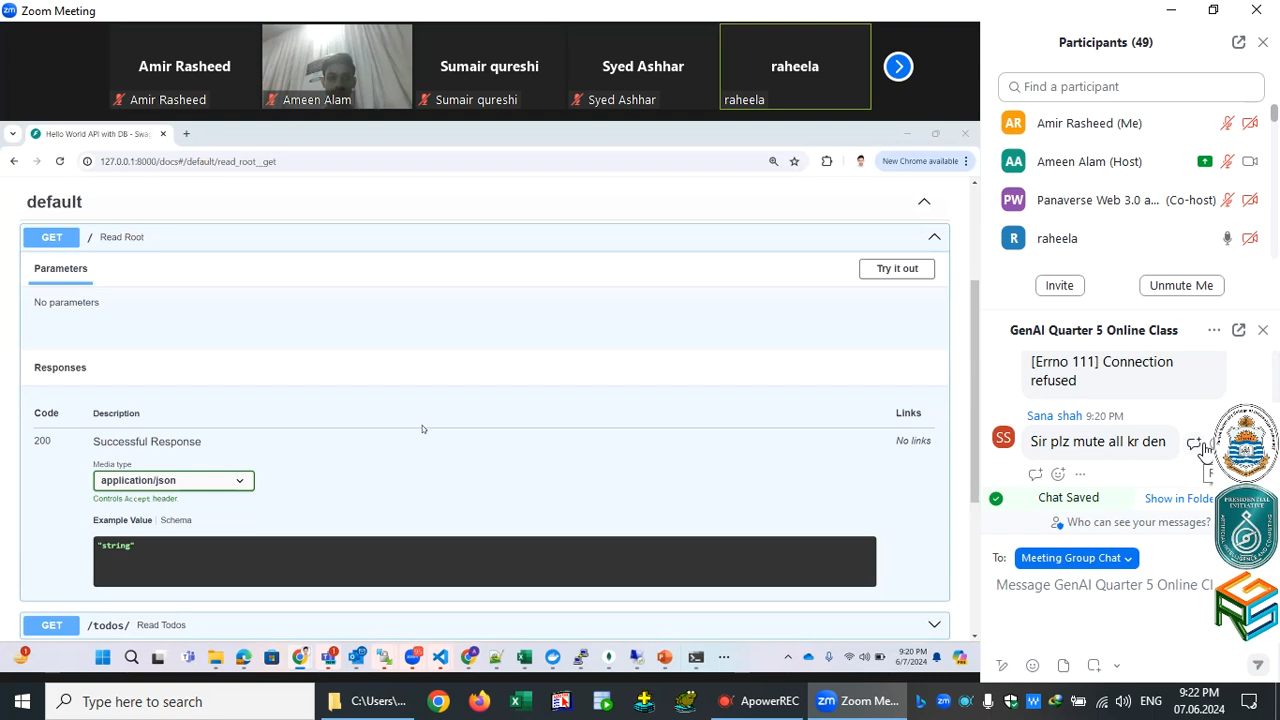 Zoom Meeting
Amir Rasheed
Amir Rasheed
Ameen Alam
Sumair qureshi
Sumair qureshi
Syed Ashhar
Syed Ashhar
raheela
raheela
Hello World API with DB - Swa
127.0.0.1:8000/docs#/default/read_root__get
New Chrome available
default
GET / Read Root
Parameters
Try it out
No parameters
Responses
Code Description Links
200 Successful Response No links
Media type
application/json
Controls Accept header.
Example Value | Schema
"string"
GET /todos/ Read Todos
9:20 PM
6/7/2024
Participants (49)
Find a participant
AR Amir Rasheed (Me)
AA Ameen Alam (Host)
PW Panaverse Web 3.0 a... (Co-host)
R raheela
Invite
Unmute Me
GenAI Quarter 5 Online Class
[Errno 111] Connection
refused
Sana shah 9:20 PM
SS Sir plz mute all kr den
Chat Saved
Show in Folde
Who can see your messages?
To: Meeting Group Chat
Message GenAI Quarter 5 Online Cl
Type here to search
C:\Users\...
ApowerREC
Zoom Me...
ENG
9:22 PM
07.06.2024